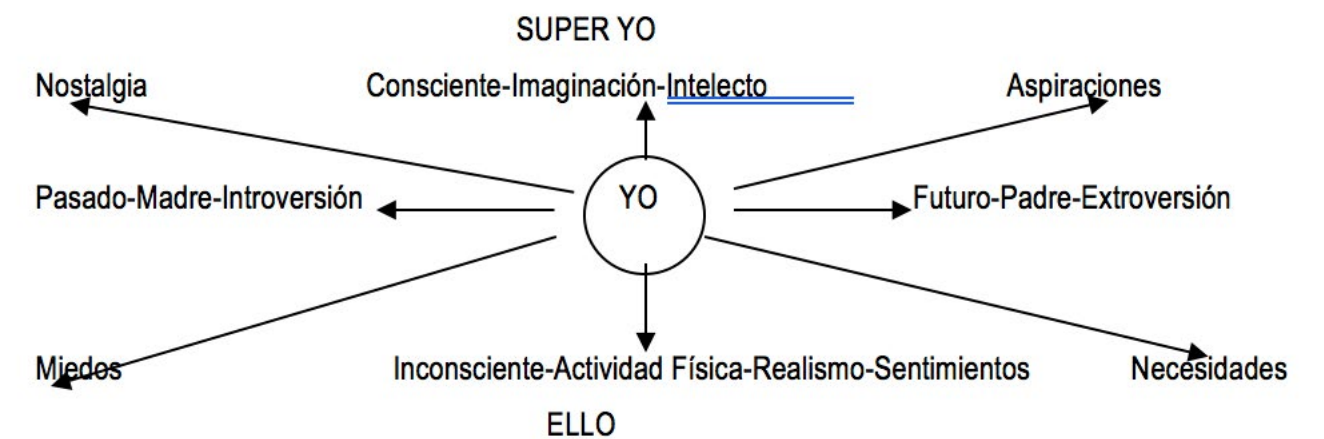 SUPER YO
Nostalgia Consciente-Imaginación-Intelecto Aspiraciones
YO
Pasado-Madre-Introversión Futuro-Padre-Extroversión
Miedos Inconsciente-Actividad Física-Realismo-Sentimientos Necesidades
ELLO